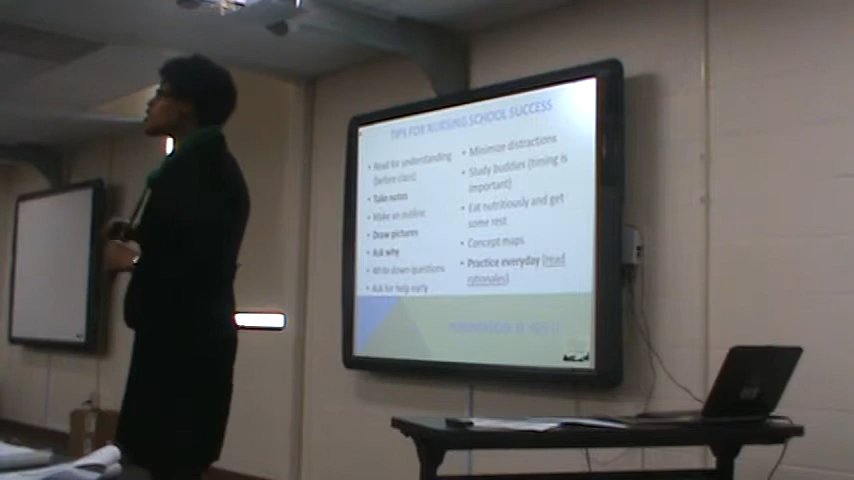 TIPS FOR NURSING SCHOOL SUCCESS
• Read for understanding
(before class)
• Take notes
• Make an outline
• Draw pictures
• Ask why
• Write down questions
• Ask for help early
• Minimize distractions
• Study buddies (timing is
important)
• Eat nutritiously and get
some rest
• Concept maps
• Practice everyday (read
rationales)